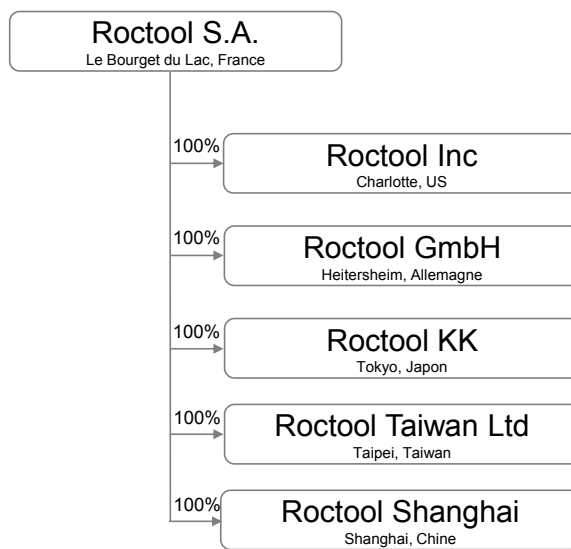 Roctool S.A.
Le Bourget du Lac, France
100%
Roctool Inc
Charlotte, US
100%
Roctool GmbH
Heitersheim, Allemagne
100%
Roctool KK
Tokyo, Japon
100%
Roctool Taiwan Ltd
Taipei, Taiwan
100%
Roctool Shanghai
Shanghai, Chine